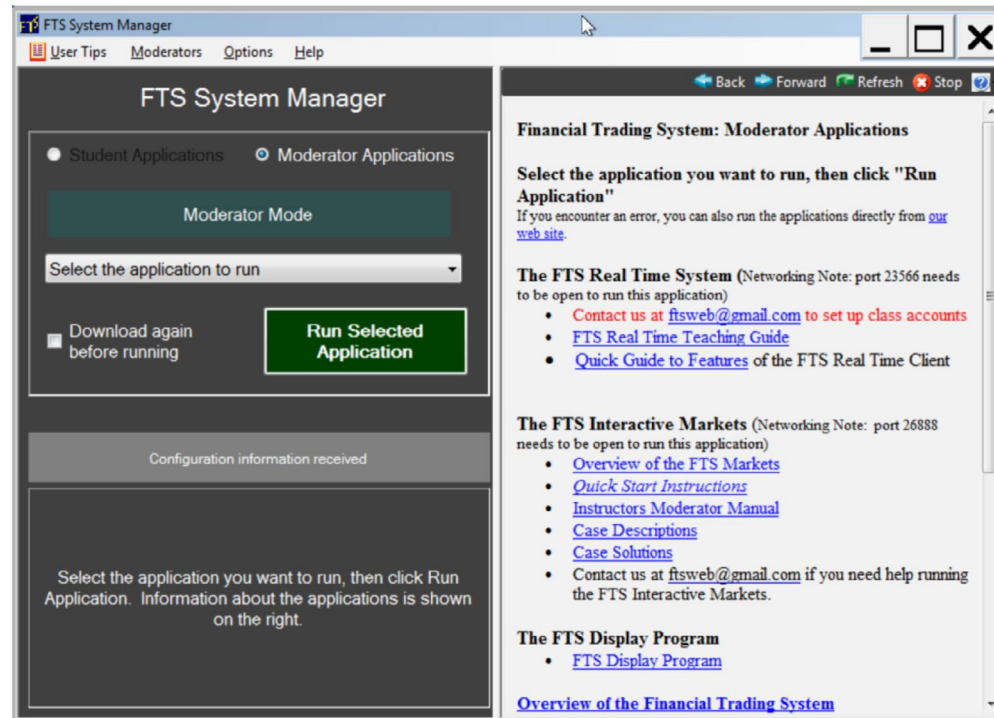 FTS System Manager
User Tips Moderators Options Help
FTS System Manager
Student Applications Moderator Applications
Moderator Mode
Select the application to run
Download again
before running
Run Selected
Application
Configuration information received
Select the application you want to run, then click Run
Application. Information about the applications is shown
on the right.
Back Forward Refresh Stop
Financial Trading System: Moderator Applications
Select the application you want to run, then click "Run
Application"
If you encounter an error, you can also run the applications directly from our
web site.
The FTS Real Time System (Networking Note: port 23566 needs
to be open to run this application)
• Contact us at ftsweb@gmail.com to set up class accounts
• FTS Real Time Teaching Guide
• Quick Guide to Features of the FTS Real Time Client
The FTS Interactive Markets (Networking Note: port 26888
needs to be open to run this application)
• Overview of the FTS Markets
• Quick Start Instructions
• Instructors Moderator Manual
• Case Descriptions
• Case Solutions
• Contact us at ftsweb@gmail.com if you need help running
the FTS Interactive Markets.
The FTS Display Program
• FTS Display Program
Overview of the Financial Trading System